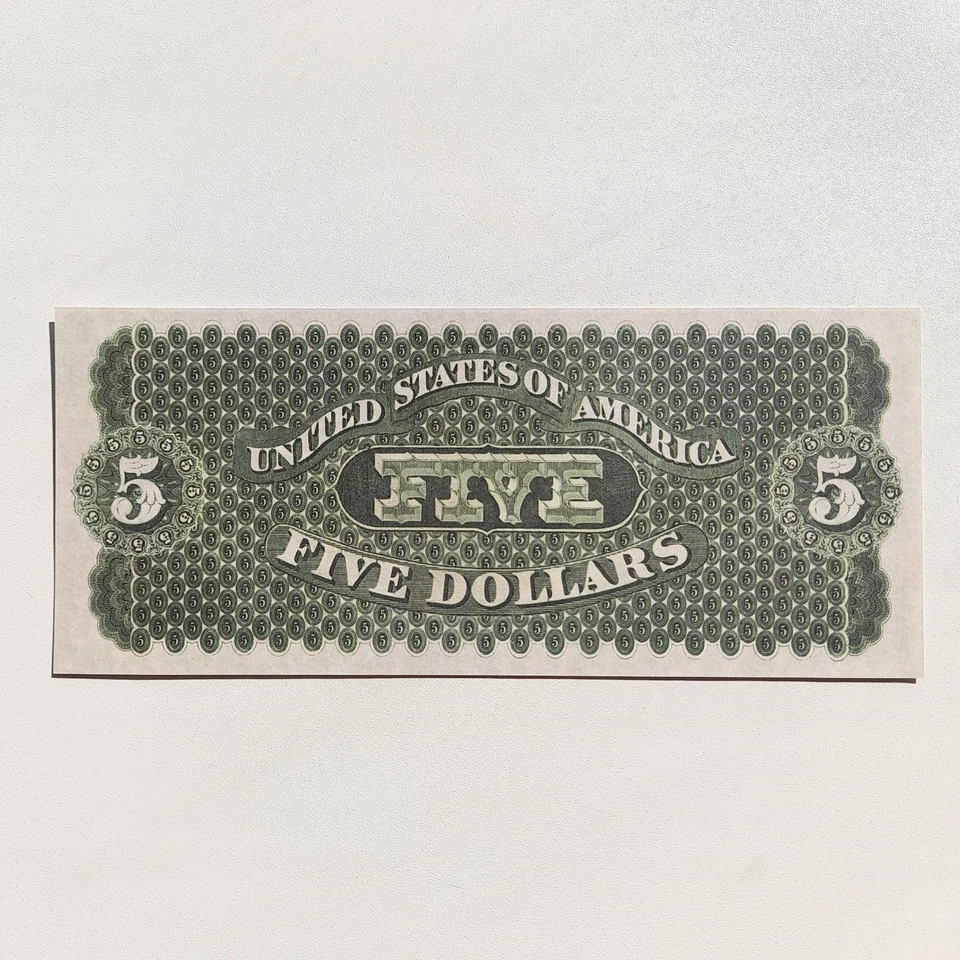 UNITED STATES OF AMERICA
5 FIVE 5
FIVE DOLLARS